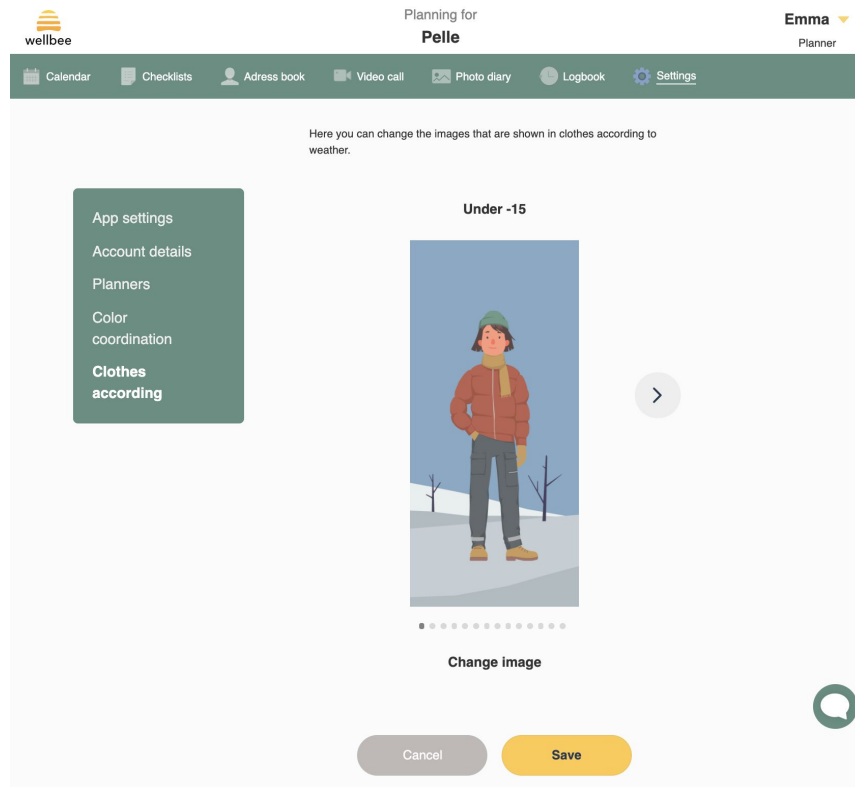 wellbee
Planning for
Pelle
Emma
Planner
Calendar
Checklists
Adress book
Video call
Photo diary
Logbook
Settings
Here you can change the images that are shown in clothes according to
weather.
App settings
Account details
Planners
Color
coordination
Clothes
according
Under -15
Change image
Cancel
Save